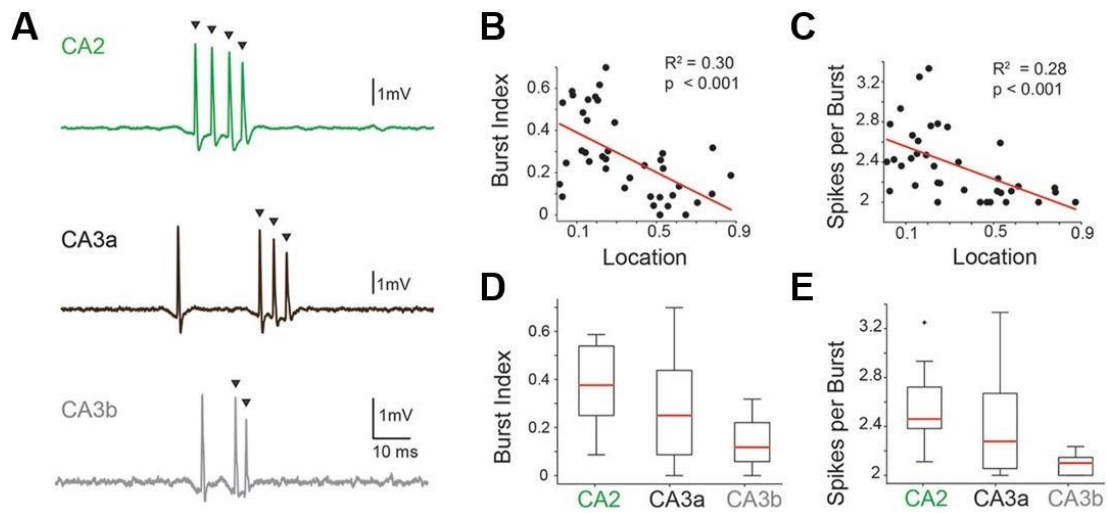 A
CA2
1mV
CA3a
1mV
CA3b
1mV
10 ms
B
R² = 0.30
p < 0.001
Burst Index
0.6
0.4
0.2
0
0.1
0.5
0.9
Location
C
R² = 0.28
p < 0.001
Spikes per Burst
3.2
2.8
2.4
2
0.1
0.5
0.9
Location
D
Burst Index
0.6
0.4
0.2
0
CA2
CA3a
CA3b
E
Spikes per Burst
3.2
2.8
2.4
2
CA2
CA3a
CA3b